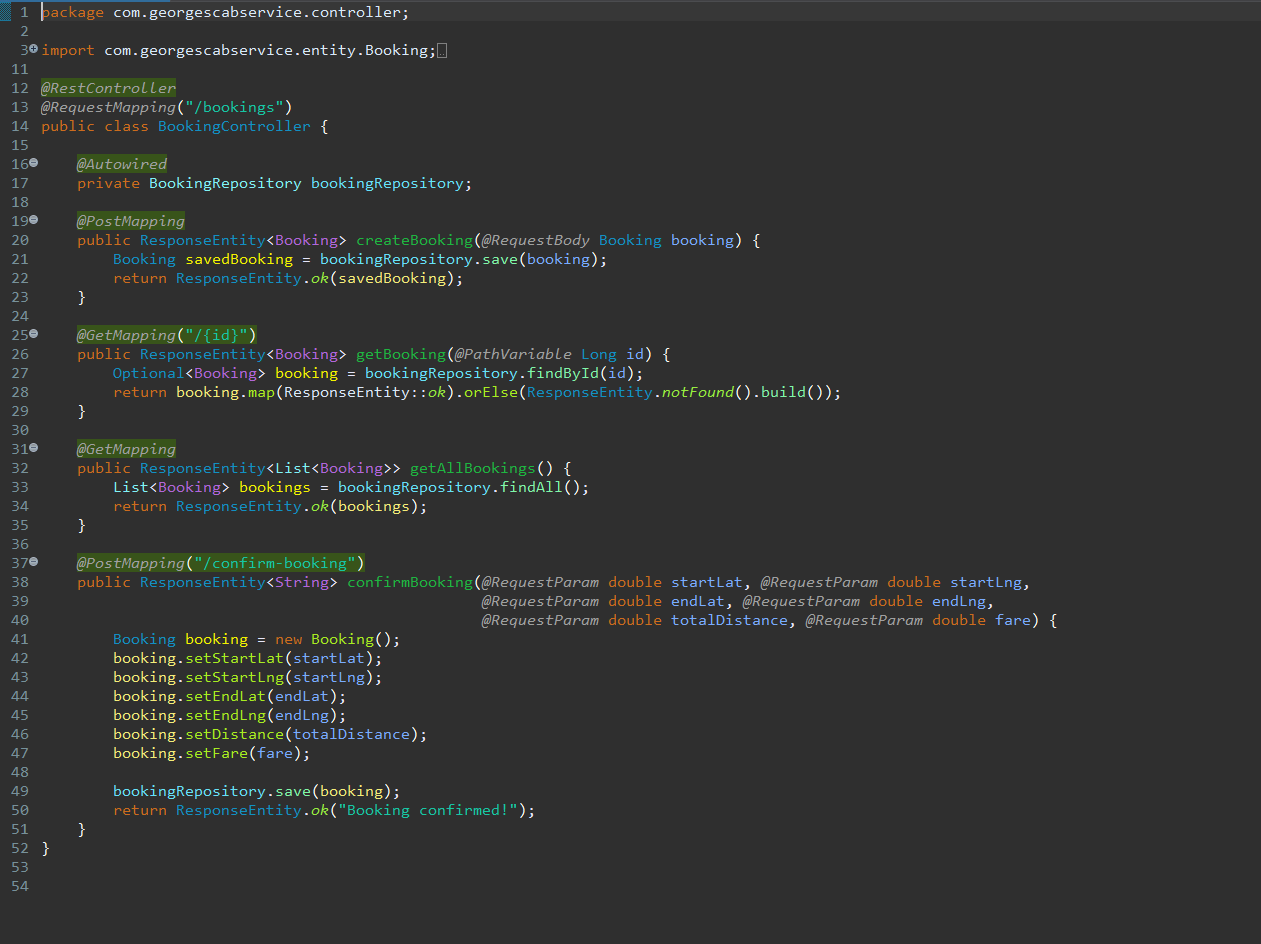 1 package com.georgescabservice.controller;
2
3 import com.georgescabservice.entity.Booking;
11
12 @RestController
13 @RequestMapping("/bookings")
14 public class BookingController {
15
16     @Autowired
17     private BookingRepository bookingRepository;
18
19     @PostMapping
20     public ResponseEntity<Booking> createBooking(@RequestBody Booking booking) {
21         Booking savedBooking = bookingRepository.save(booking);
22         return ResponseEntity.ok(savedBooking);
23     }
24
25     @GetMapping("/{id}")
26     public ResponseEntity<Booking> getBooking(@PathVariable Long id) {
27         Optional<Booking> booking = bookingRepository.findById(id);
28         return booking.map(ResponseEntity::ok).orElse(ResponseEntity.notFound().build());
29     }
30
31     @GetMapping
32     public ResponseEntity<List<Booking>> getAllBookings() {
33         List<Booking> bookings = bookingRepository.findAll();
34         return ResponseEntity.ok(bookings);
35     }
36
37     @PostMapping("/confirm-booking")
38     public ResponseEntity<String> confirmBooking(@RequestParam double startLat, @RequestParam double startLng,
39                                                  @RequestParam double endLat, @RequestParam double endLng,
40                                                  @RequestParam double totalDistance, @RequestParam double fare) {
41         Booking booking = new Booking();
42         booking.setStartLat(startLat);
43         booking.setStartLng(startLng);
44         booking.setEndLat(endLat);
45         booking.setEndLng(endLng);
46         booking.setDistance(totalDistance);
47         booking.setFare(fare);
48
49         bookingRepository.save(booking);
50         return ResponseEntity.ok("Booking confirmed!");
51     }
52 }
53
54